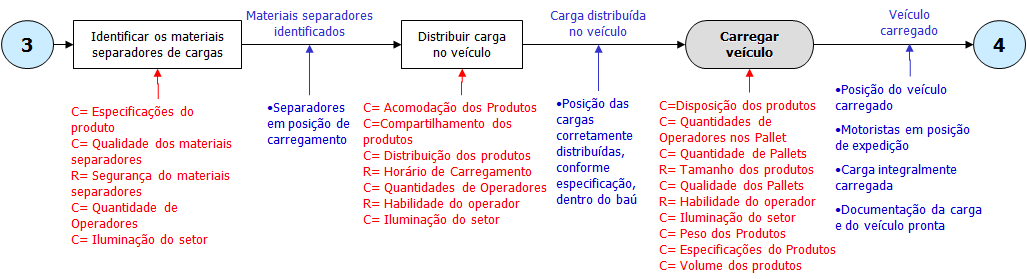 3
Identificar os materiais
separadores de cargas
Materiais separadores
identificados
Distribuir carga
no veículo
Carga distribuída
no veículo
Carregar
veículo
Veículo
carregado
4
C= Especificações do
produto
C= Qualidade dos materiais
separadores
R= Segurança do materiais
separadores
C= Quantidade de
Operadores
C= Iluminação do setor
•Separadores
em posição de
carregamento
C= Acomodação dos Produtos
C=Compartilhamento dos
produtos
C= Distribuição dos produtos
R= Horário de Carregamento
C= Quantidades de Operadores
R= Habilidade do operador
C= Iluminação do setor
•Posição das
cargas
corretamente
distribuídas,
conforme
especificação,
dentro do baú
C=Disposição dos produtos
C= Quantidades de
Operadores nos Pallet
C= Quantidade de Pallets
R= Tamanho dos produtos
C= Qualidade dos Pallets
R= Habilidade do operador
C= Iluminação do setor
C= Peso dos Produtos
C= Especificações do Produtos
C= Volume dos produtos
•Posição do veículo
carregado
•Motoristas em posição
de expedição
•Carga integralmente
carregada
•Documentação da carga
e do veículo pronta